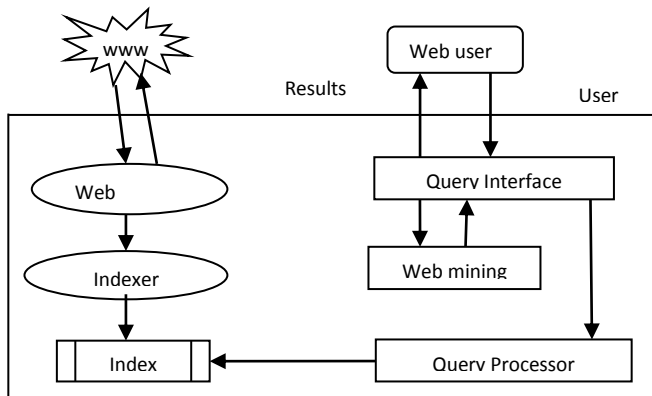 www
Web user
Results
User
Web
Query Interface
Indexer
Web mining
Index
Query Processor